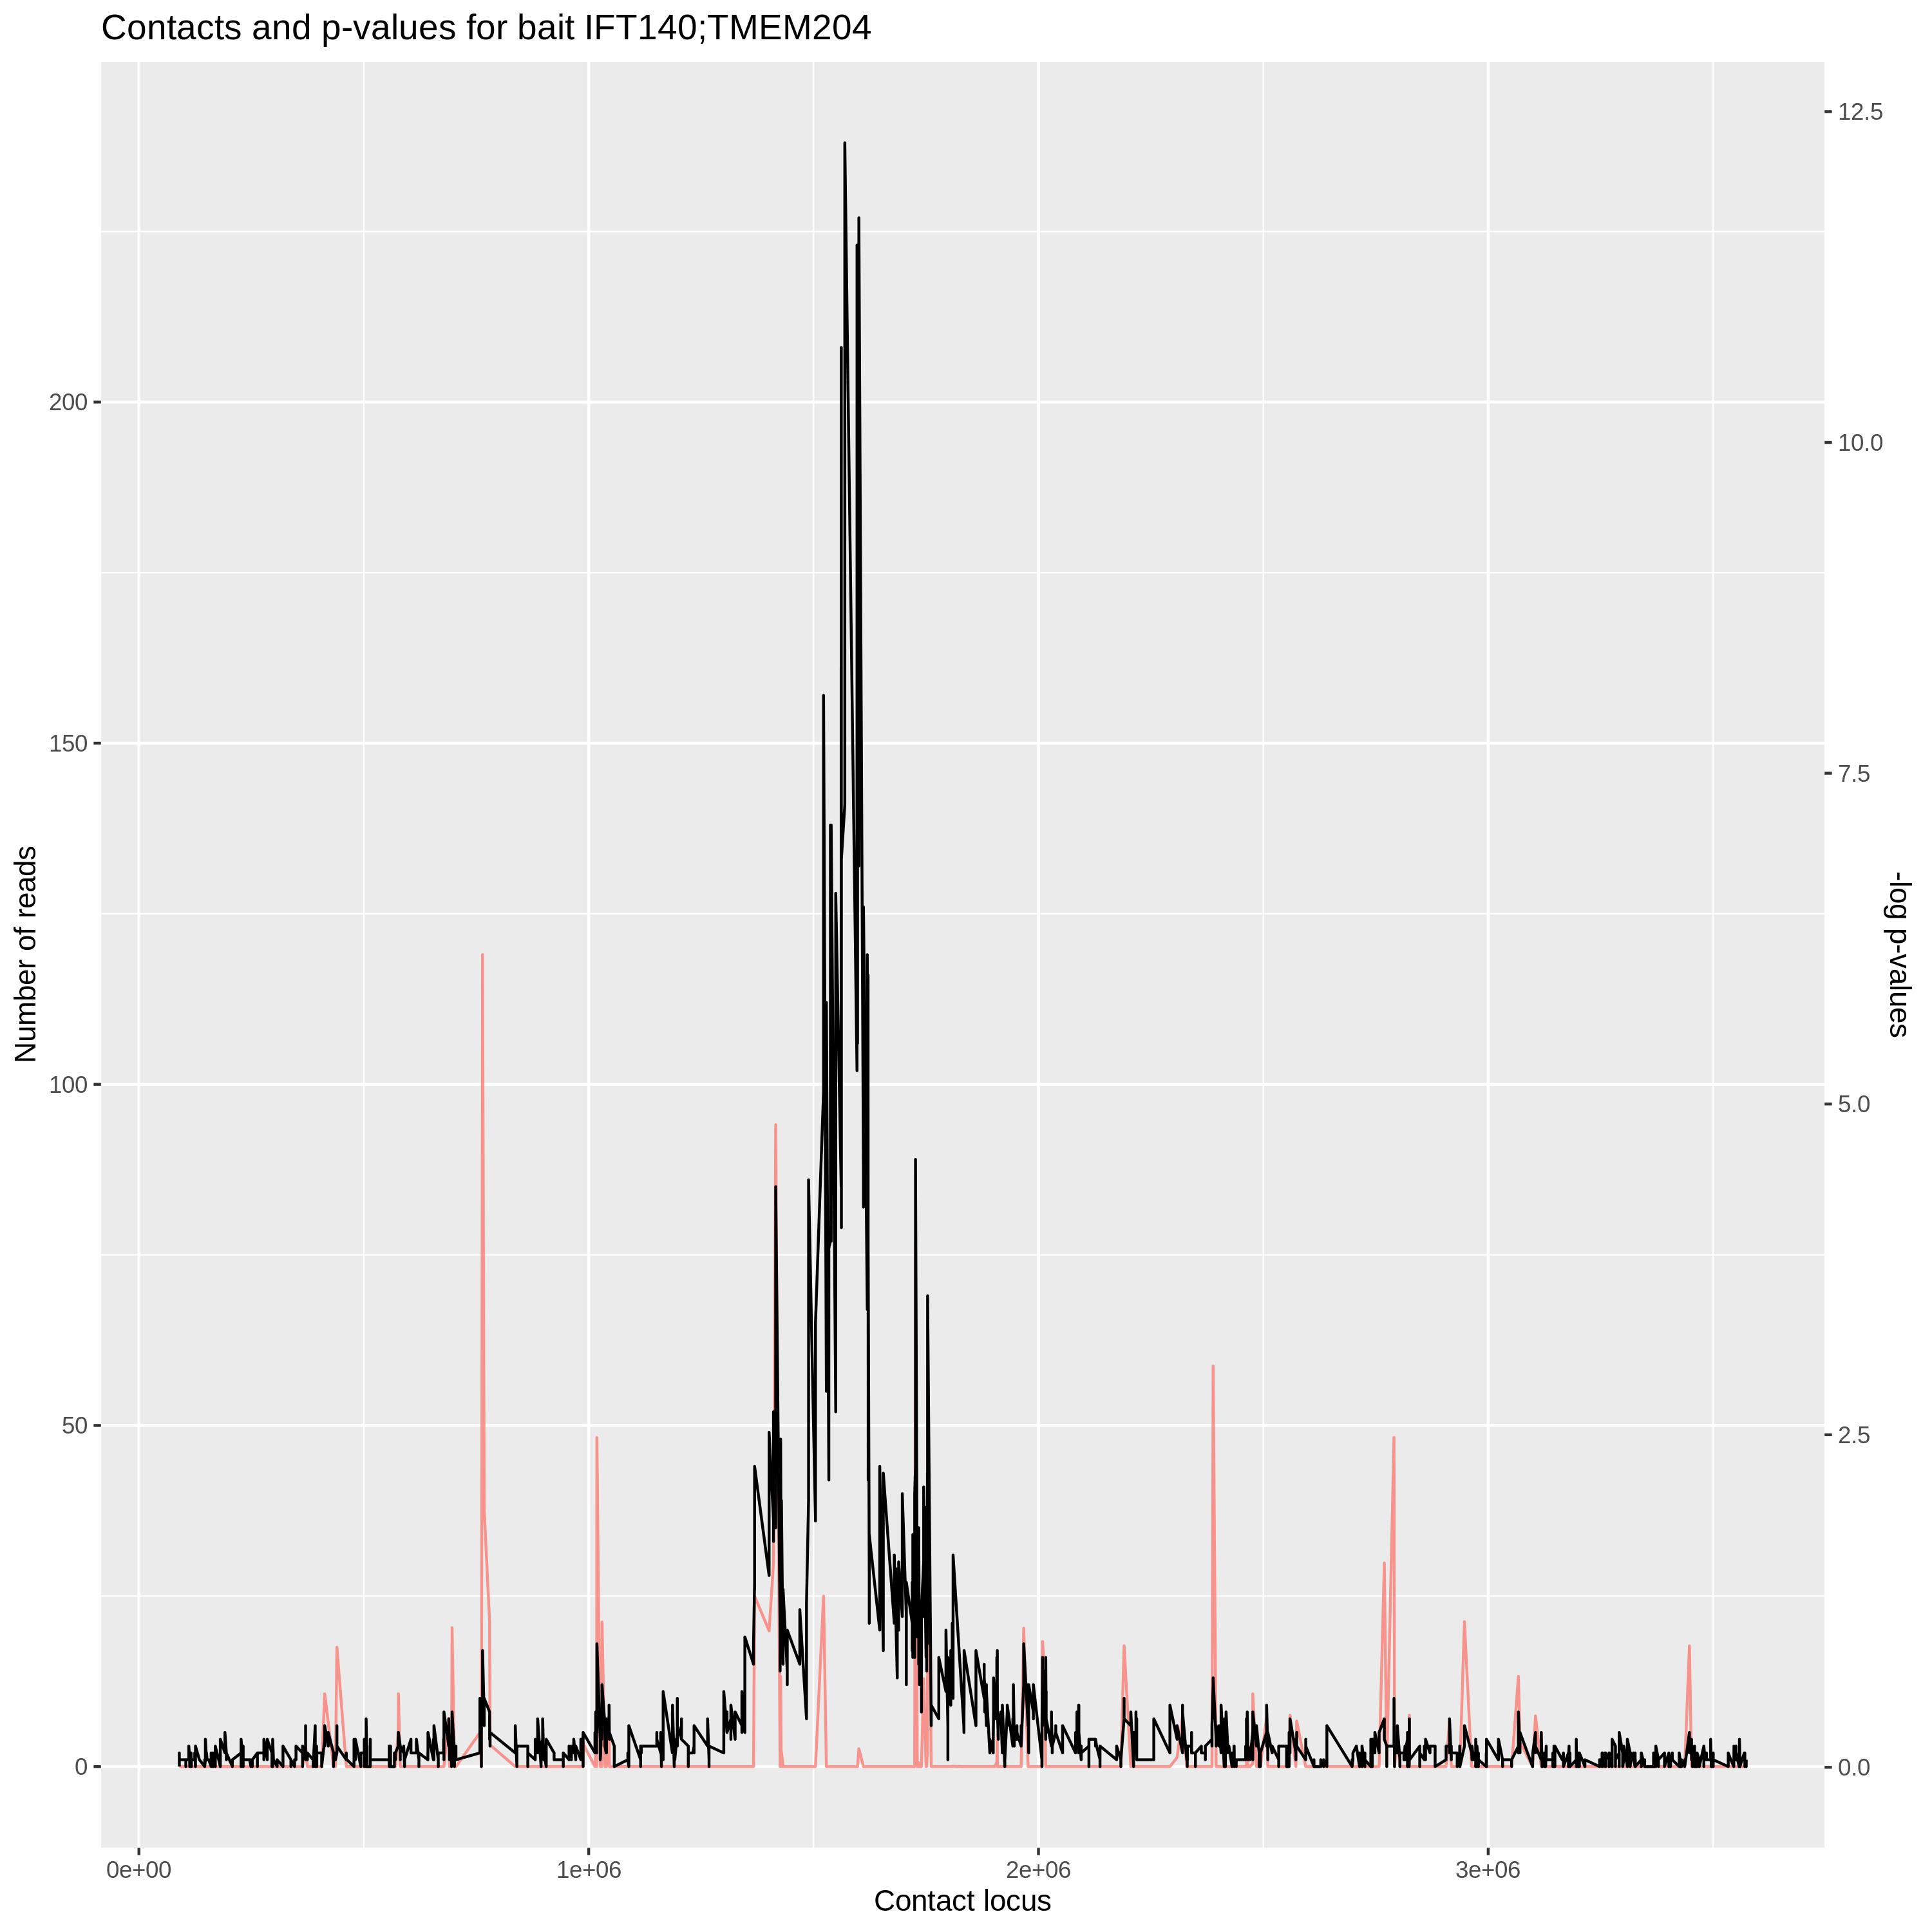 Contacts and p-values for bait IFT140;TMEM204
Number of reads
200
150
100
50
0
12.5
10.0
7.5
5.0
2.5
0.0
-log p-values
0e+00
1e+06
2e+06
3e+06
Contact locus